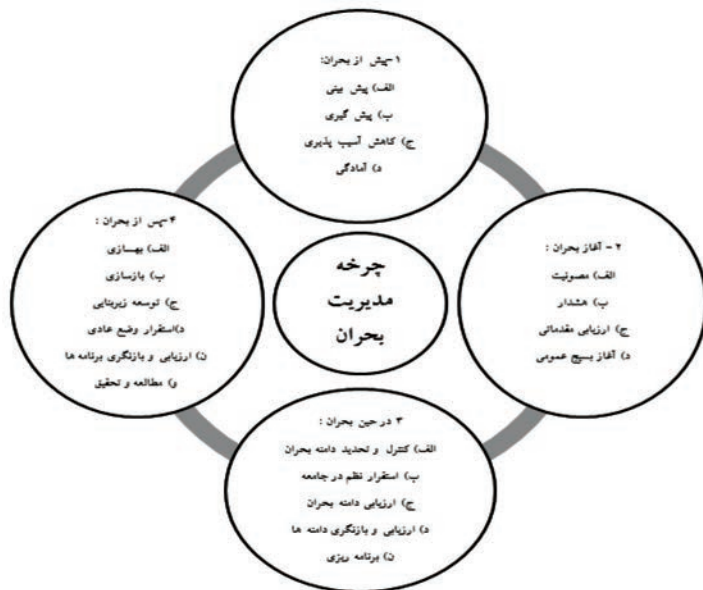 ۱-پیش از بحران:
الف) پیش بینی
ب) پیش گیری
ج) کاهش آسیب پذیری
د) آمادگی
۲- آغاز بحران :
الف) مصونیت
ب) هشدار
ج) ارزیابی مقدماتی
د) آغاز بسیج عمومی
چرخه
مدیریت
بحران
۴-پس از بحران :
الف) بهسازی
ب) بازسازی
ج) توسعه زیربنایی
د)استقرار وضع عادی
ن) ارزیابی و بازنگری برنامه ها
و) مطالعه و تحقیق
۳ در حین بحران :
الف) کنترل و تحدید دامنه بحران
ب) استقرار نظم در جامعه
ج) ارزیابی دامنه بحران
د) ارزیابی و بازنگری دامنه ها
ن) برنامه ریزی